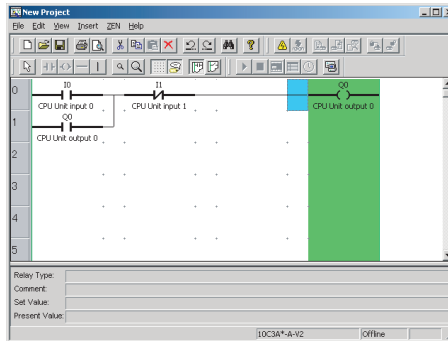 New Project
File Edit View Insert ZEN Help
0
I0
I1
Q0
CPU Unit input 0
CPU Unit input 1
CPU Unit output 0
1
Q0
CPU Unit output 0
2
3
4
5
Relay Type:
Comment:
Set Value:
Present Value:
10C3A*-A-V2
Offline